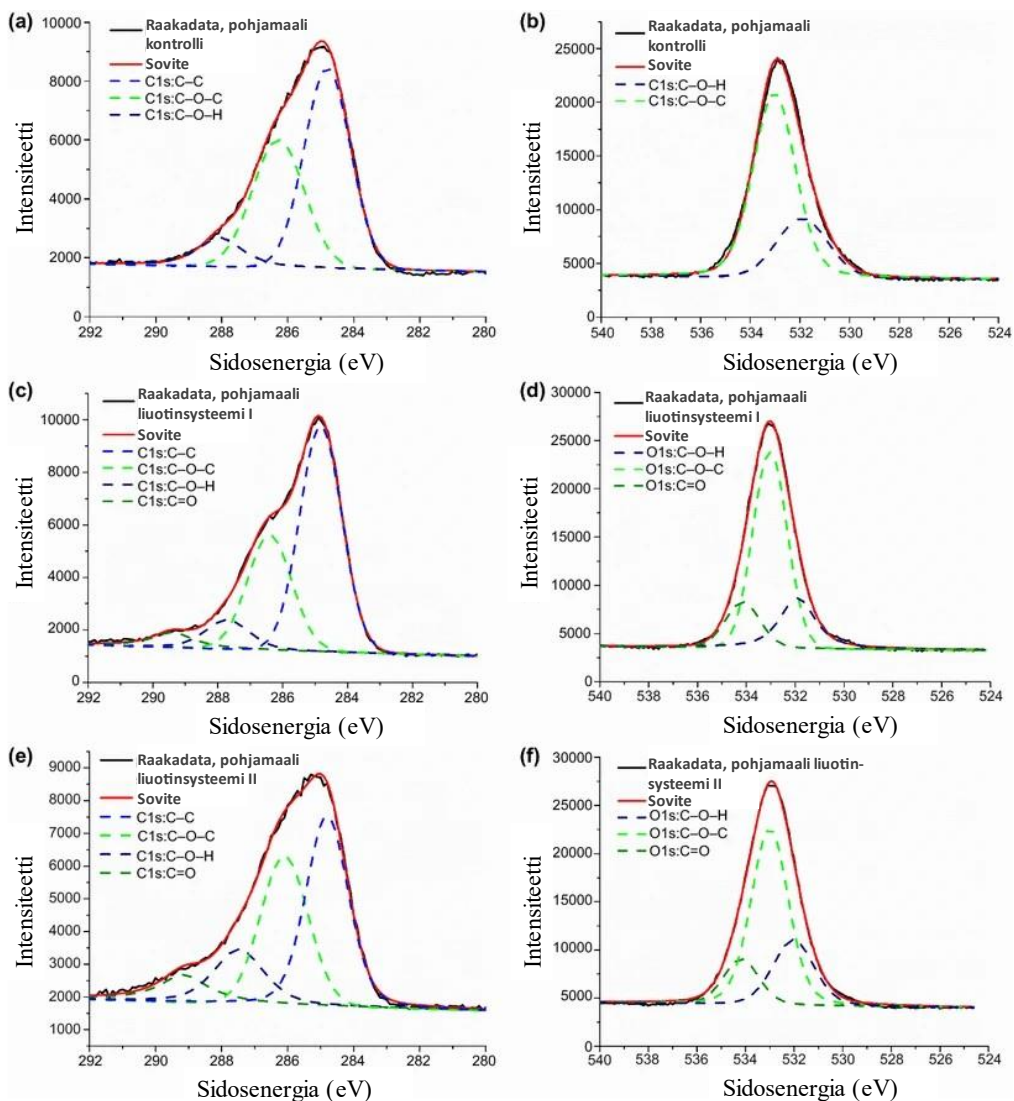 (a)
10000
8000
6000
4000
2000
0
Raakadata, pohjamaali
kontrolli
Sovite
C1s:C–C
C1s:C–O–C
C1s:C–O–H
292 290 288 286 284 282 280
Sidosenergia (eV)
Intensiteetti
(b)
25000
20000
15000
10000
5000
0
Raakadata, pohjamaali
kontrolli
Sovite
C1s:C–O–H
C1s:C–O–C
540 538 536 534 532 530 528 526 524
Sidosenergia (eV)
Intensiteetti
(c)
10000
8000
6000
4000
2000
0
Raakadata, pohjamaali
liuotinsysteemi I
Sovite
C1s:C–C
C1s:C–O–C
C1s:C–O–H
C1s:C=O
292 290 288 286 284 282 280
Sidosenergia (eV)
Intensiteetti
(d)
30000
25000
20000
15000
10000
5000
0
Raakadata, pohjamaali
liuotinsysteemi I
Sovite
O1s:C–O–H
O1s:C–O–C
O1s:C=O
540 538 536 534 532 530 528 526 524
Sidosenergia (eV)
Intensiteetti
(e)
9000
8000
7000
6000
5000
4000
3000
2000
1000
Raakadata, pohjamaali
liuotinsysteemi II
Sovite
C1s:C–C
C1s:C–O–C
C1s:C–O–H
C1s:C=O
292 290 288 286 284 282 280
Sidosenergia (eV)
Intensiteetti
(f)
30000
25000
20000
15000
10000
5000
0
Raakadata, pohjamaali liuotin-
systeemi II
Sovite
O1s:C–O–H
O1s:C–O–C
O1s:C=O
540 538 536 534 532 530 528 526 524
Sidosenergia (eV)
Intensiteetti